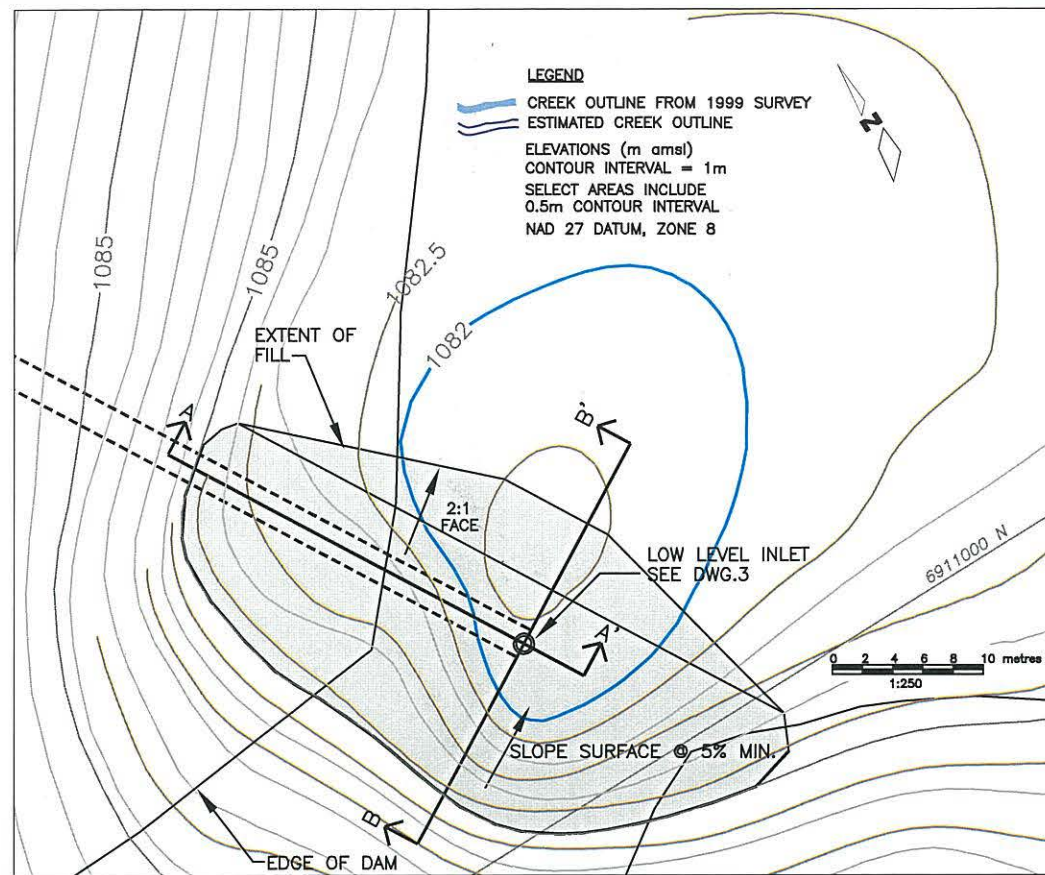 LEGEND
CREEK OUTLINE FROM 1999 SURVEY
ESTIMATED CREEK OUTLINE
ELEVATIONS (m amsl)
CONTOUR INTERVAL = 1m
SELECT AREAS INCLUDE
0.5m CONTOUR INTERVAL
NAD 27 DATUM, ZONE 8
N
1085
1085
1082.5
1082
EXTENT OF
FILL
A
B'
2:1
FACE
LOW LEVEL INLET
SEE DWG.3
6911000 N
A'
0 2 4 6 8 10 metres
1:250
SLOPE SURFACE @ 5% MIN.
B
EDGE OF DAM